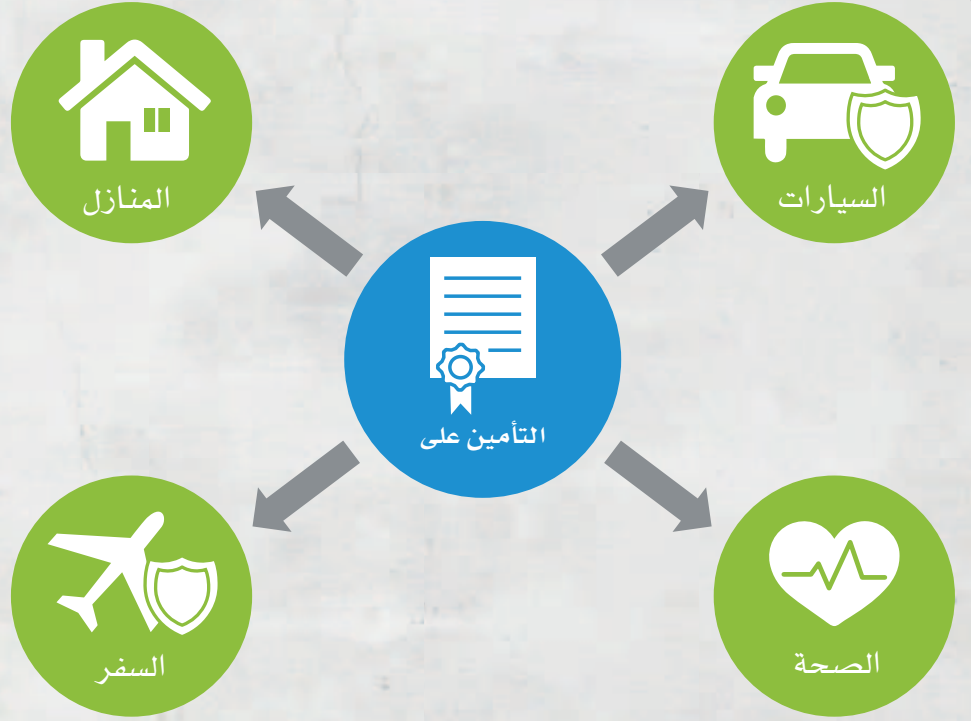 السيارات
المنازل
التأمين على
الصحة
السفر